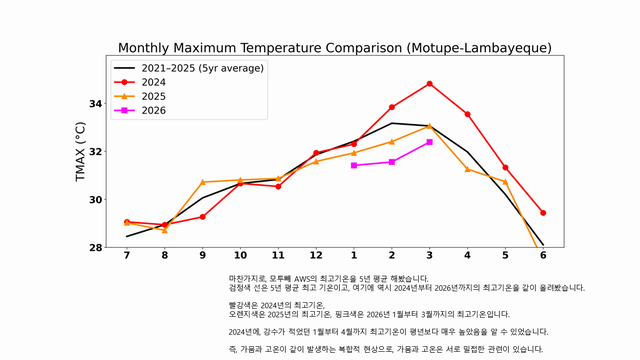 Monthly Maximum Temperature Comparison (Motupe-Lambayeque)
2021–2025 (5yr average)
2024
2025
2026
TMAX (°C)
34
32
30
28
7 8 9 10 11 12 1 2 3 4 5 6
마찬가지로, 모투빼 AWS의 최고기온을 5년 평균 해봤습니다.
검정색 선은 5년 평균 최고 기온이고, 여기에 역시 2024년부터 2026년까지의 최고기온을 같이 올려봤습니다.
빨강색은 2024년의 최고기온,
오렌지색은 2025년의 최고기온, 핑크색은 2026년 1월부터 3월까지의 최고기온입니다.
2024년에, 강수가 적었던 1월부터 4월까지 최고기온이 평년보다 매우 높았음을 알 수 있었습니다.
즉, 가뭄과 고온이 같이 발생하는 복합적 현상으로, 가뭄과 고온은 서로 밀접한 관련이 있습니다.